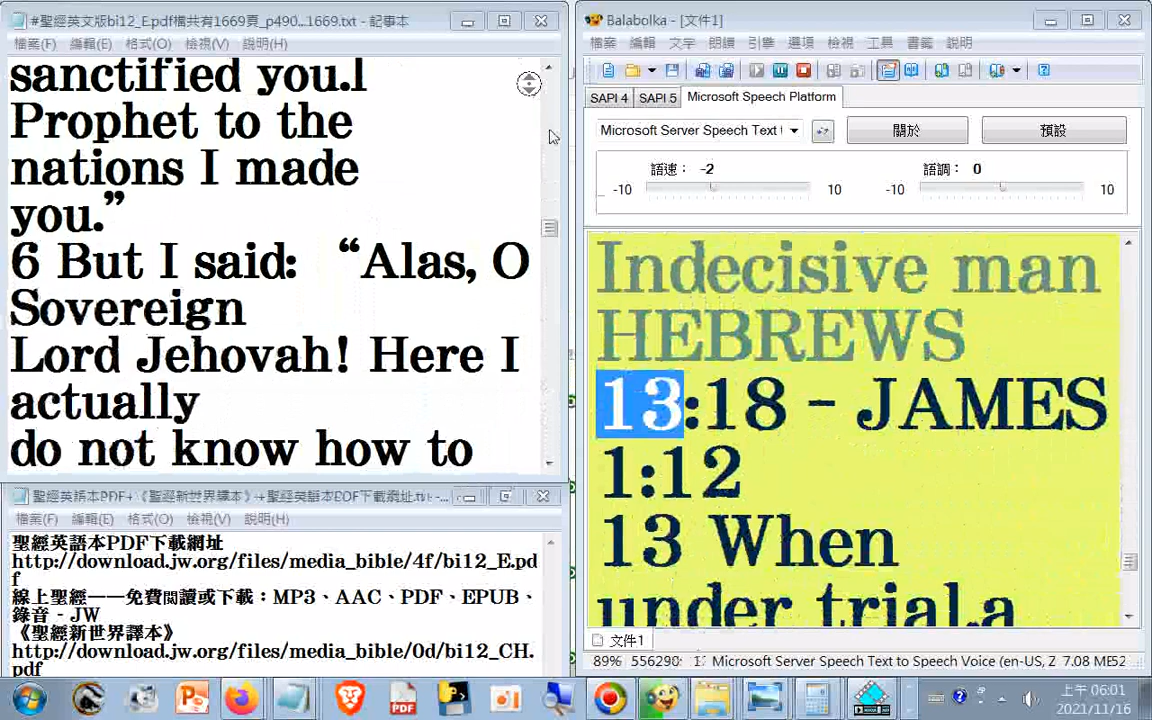 #聖經英文版bi12_E.pdf檔共有1669頁_p490...1669.txt - 記事本
檔案(F) 編輯(E) 格式(O) 檢視(V) 說明(H)
sanctified you.l
Prophet to the
nations I made
you.”
6 But I said: “Alas, O
Sovereign
Lord Jehovah! Here I
actually
do not know how to
聖經英語本PDF+《聖經新世界譯本》+聖經英語本PDF下載網址.txt -...
檔案(F) 編輯(E) 格式(O) 檢視(V) 說明(H)
聖經英語本PDF下載網址
http://download.jw.org/files/media_bible/4f/bi12_E.pd
f
線上聖經——免費閱讀或下載：MP3、AAC、PDF、EPUB、
錄音 - JW
《聖經新世界譯本》
http://download.jw.org/files/media_bible/0d/bi12_CH.
pdf
Balabolka - [文件1]
檔案 編輯 文字 朗讀 引擎 選項 檢視 工具 書籤 說明
SAPI 4 SAPI 5 Microsoft Speech Platform
Microsoft Server Speech Text 關於 預設
語速： -2 語調： 0
-10 10 -10 10
Indecisive man
HEBREWS
13:18 – JAMES
1:12
13 When
under trial,a
文件1
89% 556290: Microsoft Server Speech Text to Speech Voice (en-US, Z 7.08 ME52
上午 06:01
2021/11/16